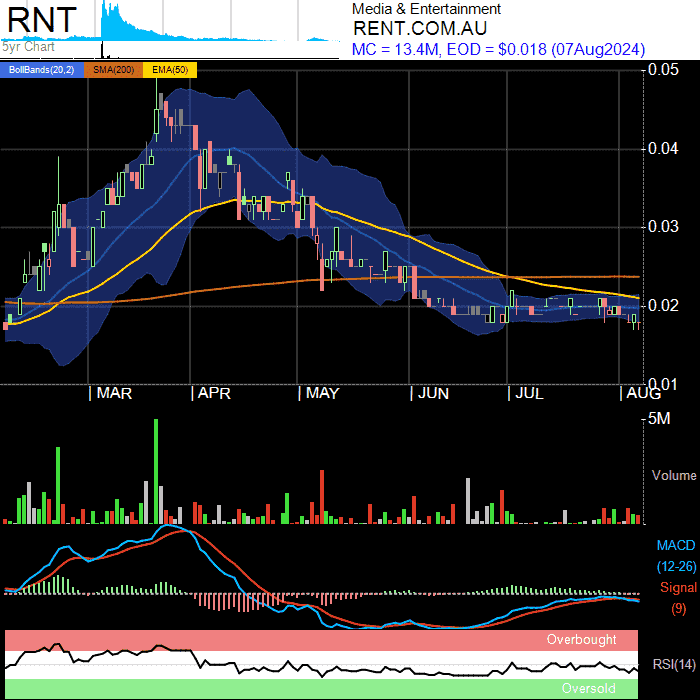 RNT
5yr Chart
Media & Entertainment
RENT.COM.AU
MC = 13.4M, EOD = $0.018 (07Aug2024)
BollBands(20,2) SMA(200) EMA(50)
0.05
0.04
0.03
0.02
0.01
MAR APR MAY JUN JUL AUG
5M
Volume
MACD
(12-26)
Signal
(9)
Overbought
RSI(14)
Oversold